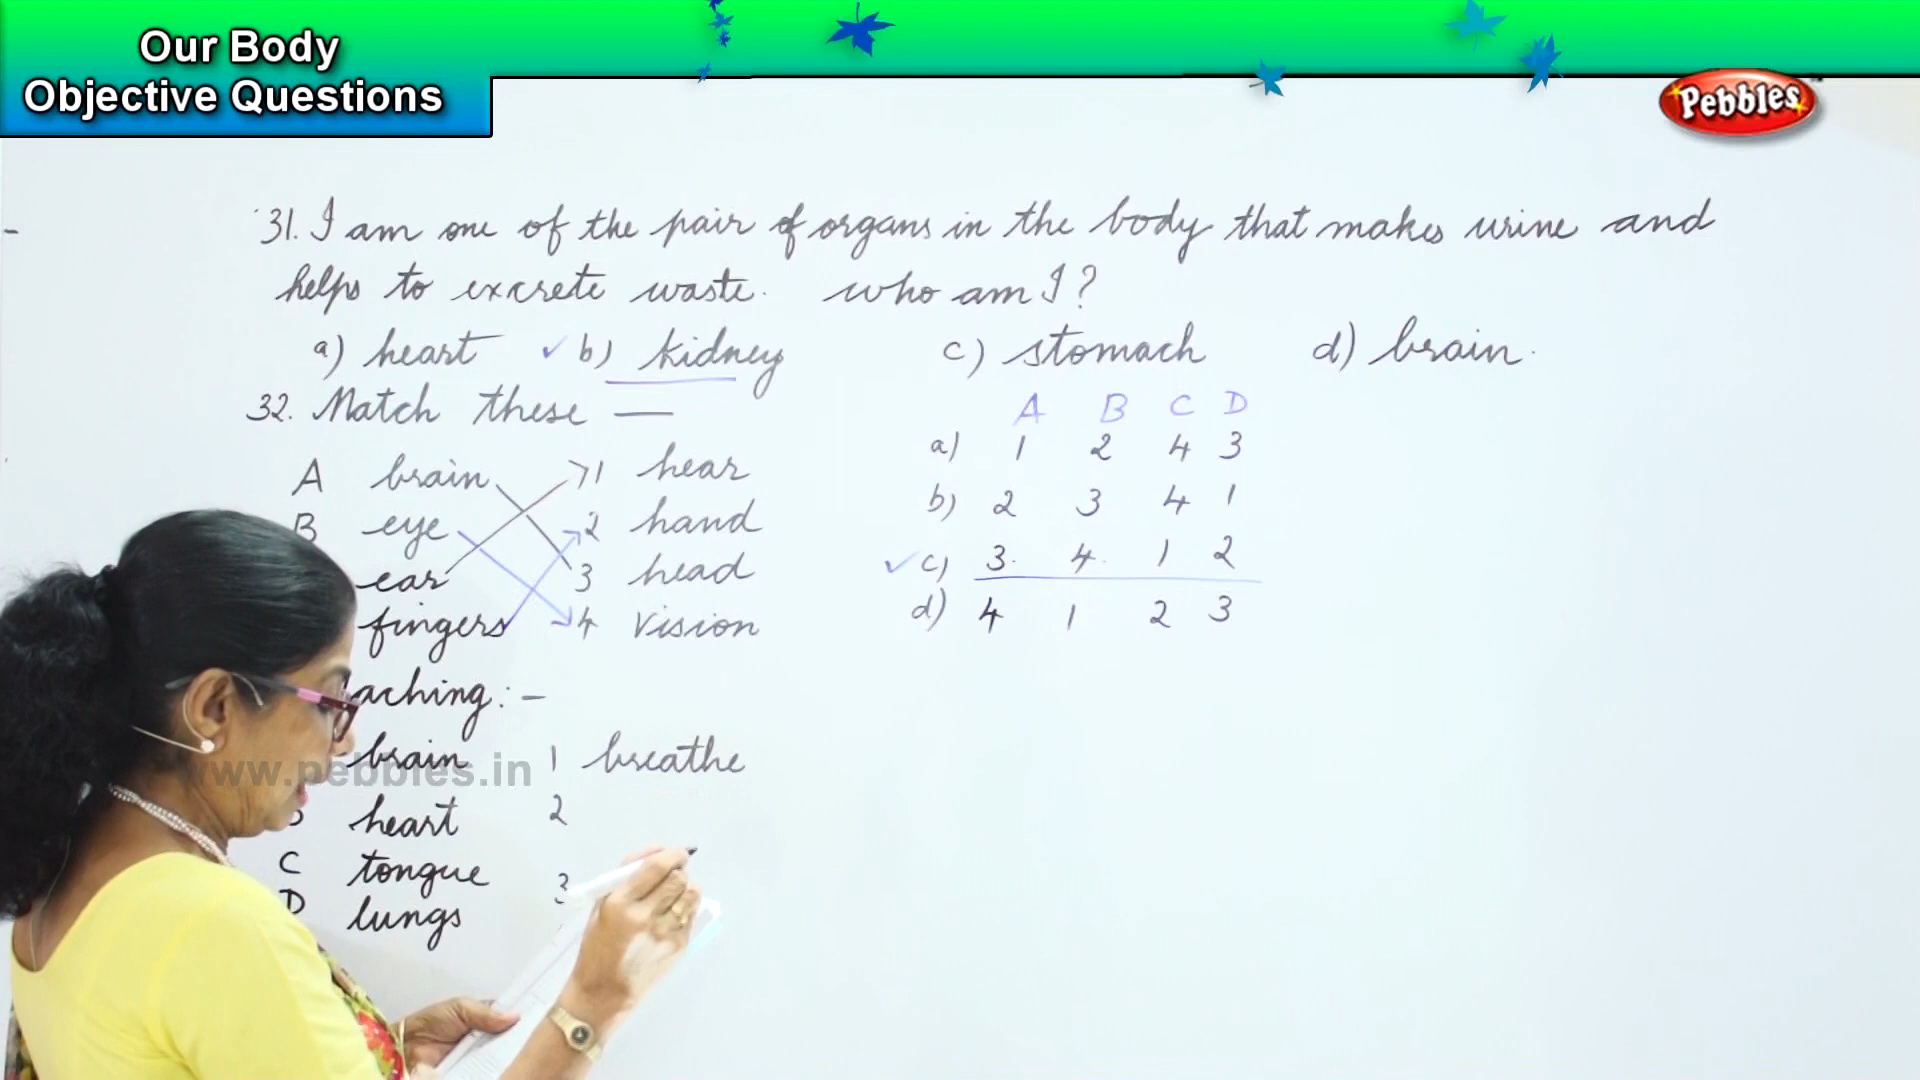 Our Body
Objective Questions
Pebbles
31. I am one of the pair of organs in the body that makes urine and
helps to excrete waste. who am I?
a) heart ✓ b) kidney c) stomach d) brain.
32. Match these —
A B C D
a) 1 2 4 3
A brain 1 hear
b) 2 3 4 1
B eye 2 hand
✓ c) 3. 4. 1 2
ear 3 head
d) 4 1 2 3
fingers 4 vision
aching:-
brain 1 breathe
www.pebbles.in
heart 2
C tongue 3
D lungs